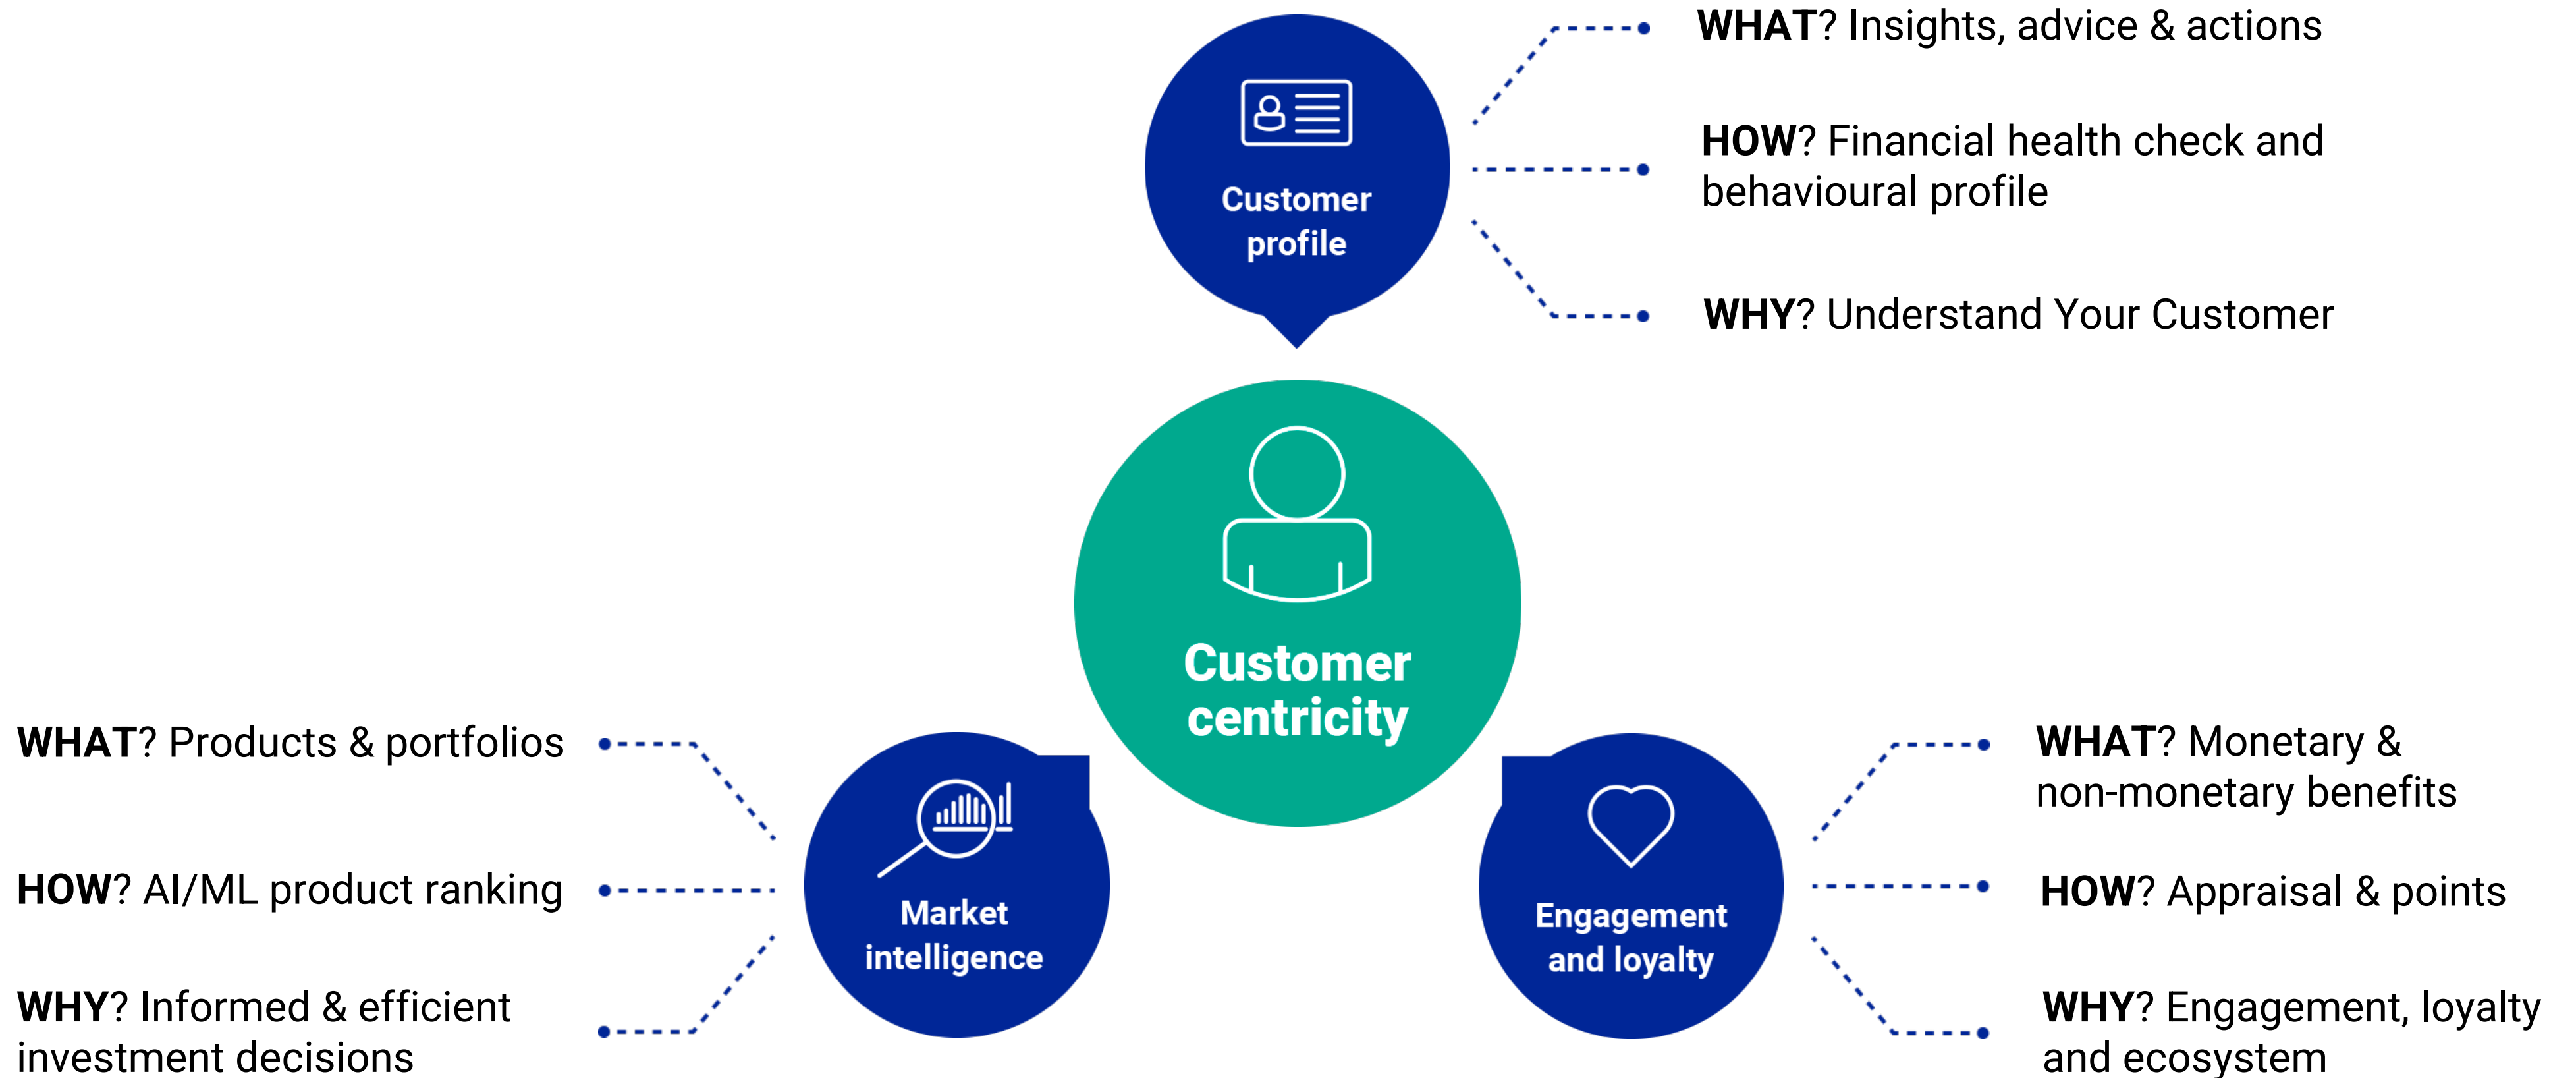 WHAT? Insights, advice & actions
HOW? Financial health check and
behavioural profile
WHY? Understand Your Customer
Customer
profile
Customer
centricity
WHAT? Products & portfolios
HOW? AI/ML product ranking
WHY? Informed & efficient
investment decisions
Market
intelligence
Engagement
and loyalty
WHAT? Monetary &
non-monetary benefits
HOW? Appraisal & points
WHY? Engagement, loyalty
and ecosystem